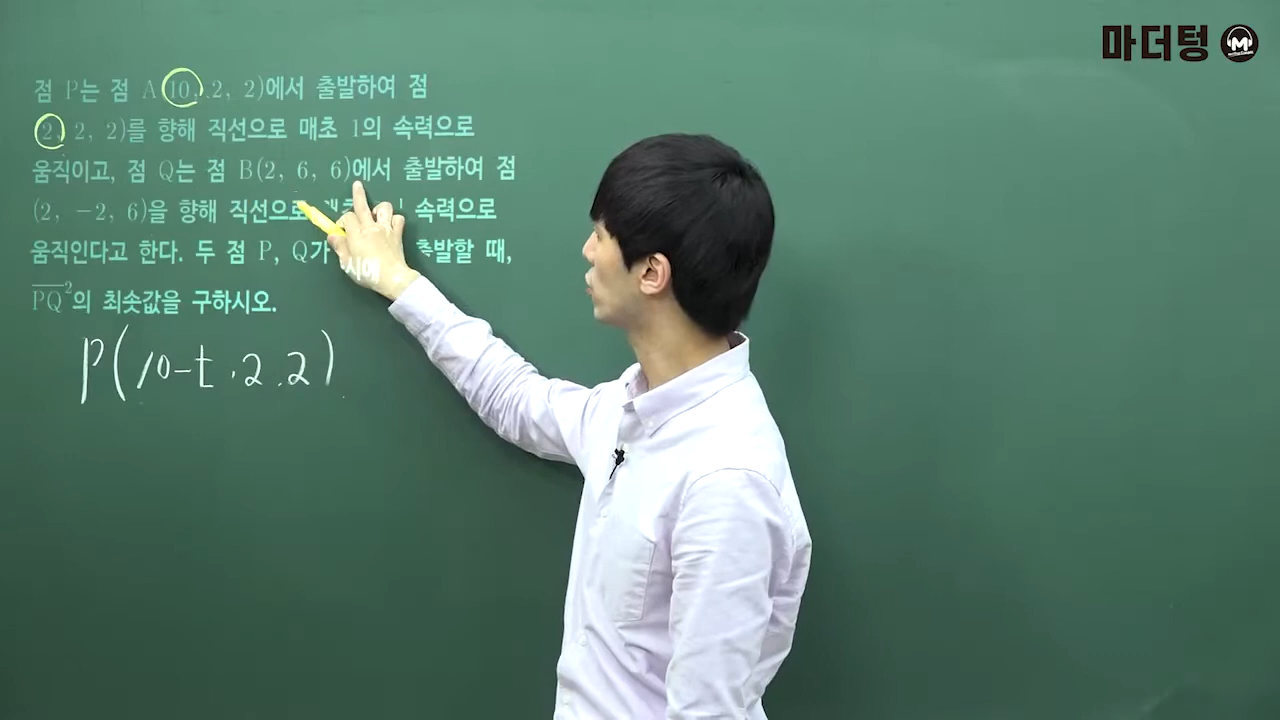 마더텅 M
점 P는 점 A(10, 2, 2)에서 출발하여 점
(2, 2, 2)를 향해 직선으로 매초 1의 속력으로
움직이고, 점 Q는 점 B(2, 6, 6)에서 출발하여 점
(2, -2, 6)을 향해 직선으로 속력으로
움직인다고 한다. 두 점 P, Q가 출발할 때,
PQ²의 최솟값을 구하시오.
P(10-t, 2, 2)